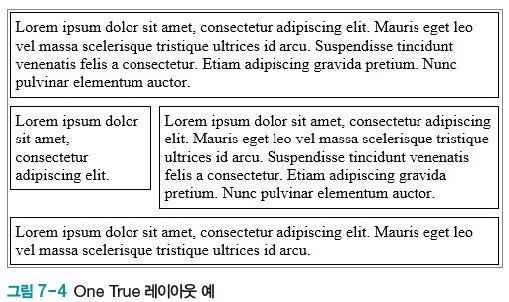 Lorem ipsum dolor sit amet, consectetur adipiscing elit. Mauris eget leo
vel massa scelerisque tristique ultrices id arcu. Suspendisse tincidunt
venenatis felis a consectetur. Etiam adipiscing gravida pretium. Nunc
pulvinar elementum auctor.
Lorem ipsum dolor
sit amet,
consectetur
adipiscing elit.
Lorem ipsum dolor sit amet, consectetur adipiscing
elit. Mauris eget leo vel massa scelerisque tristique
ultrices id arcu. Suspendisse tincidunt venenatis
felis a consectetur. Etiam adipiscing gravida
pretium. Nunc pulvinar elementum auctor.
Lorem ipsum dolor sit amet, consectetur adipiscing elit. Mauris eget leo
vel massa scelerisque tristique ultrices id arcu.
그림 7-4 One True 레이아웃 예